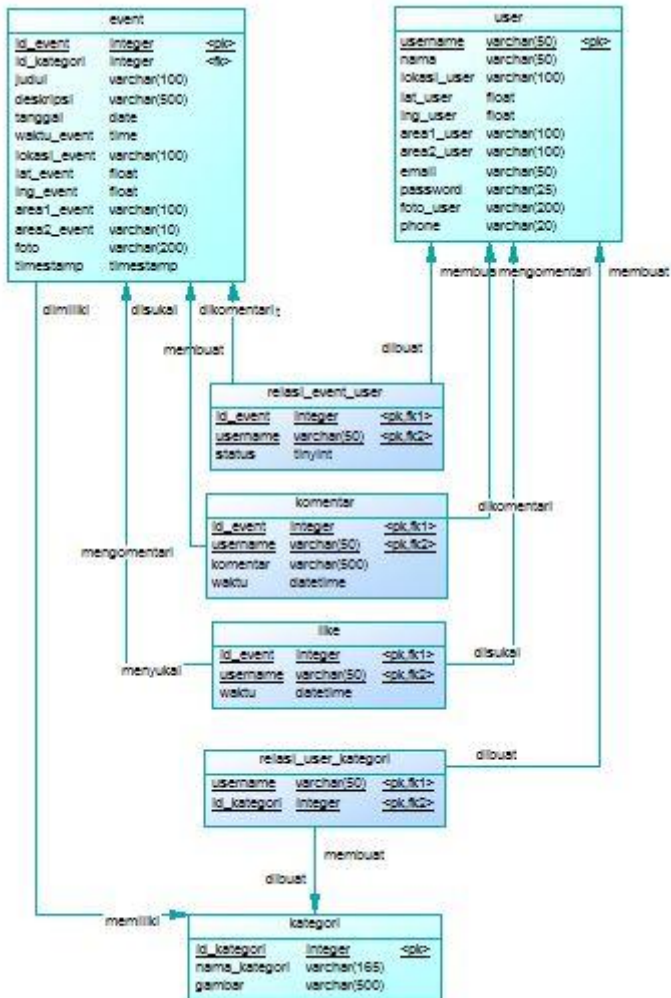 event
id_event integer <pk>
id_kategori integer <fk>
judul varchar(100)
deskripsi varchar(500)
tanggal date
waktu_event time
lokasi_event varchar(100)
lat_event float
lng_event float
area1_event varchar(100)
area2_event varchar(10)
foto varchar(200)
timestamp timestamp
user
username varchar(50) <pk>
nama varchar(50)
lokasi_user varchar(100)
lat_user float
lng_user float
area1_user varchar(100)
area2_user varchar(100)
email varchar(50)
password varchar(25)
foto_user varchar(200)
phone varchar(20)
dimiliki disukai dikomentari
mengomentari membuat
membuat dibuat
relasi_event_user
id_event integer <pk,fk1>
username varchar(50) <pk,fk2>
status tinyint
komentar
id_event integer <pk,fk1>
username varchar(50) <pk,fk2>
komentar varchar(500)
waktu datetime
dikomentari
mengomentari
like
id_event integer <pk,fk1>
username varchar(50) <pk,fk2>
waktu datetime
menyukai disukai
relasi_user_kategori
username varchar(50) <pk,fk1>
id_kategori integer <pk,fk2>
dibuat
membuat
dibuat
memiliki
kategori
id_kategori integer <pk>
nama_kategori varchar(165)
gambar varchar(500)